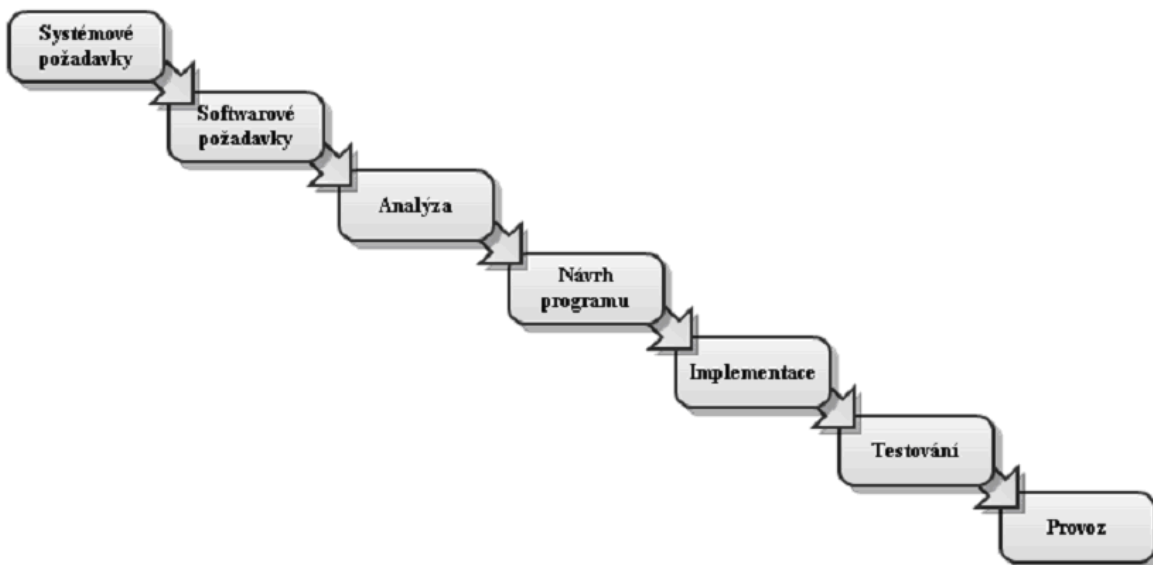 Systémové
požadavky
Softwarové
požadavky
Analýza
Návrh
programu
Implementace
Testování
Provoz